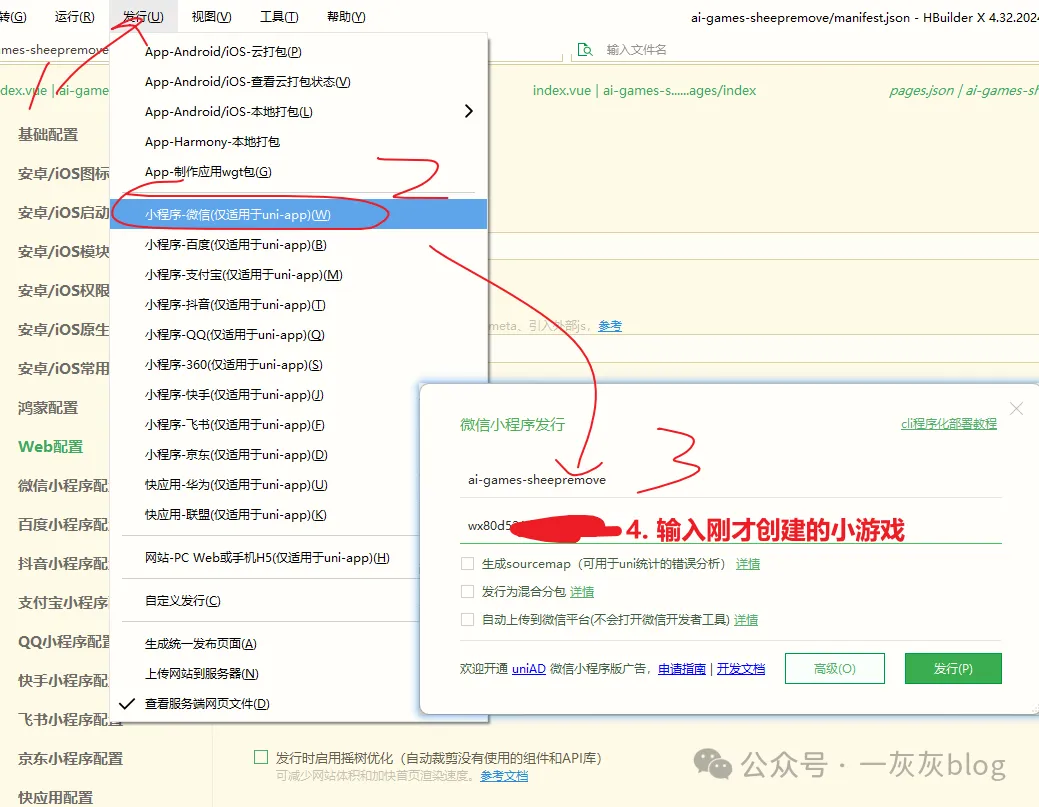 转(G) 运行(R) 发行(U) 视图(V) 工具(T) 帮助(Y) ai-games-sheepremove/manifest.json - HBuilder X 4.32.2024
mes-sheepremove 输入文件名
dex.vue | ai-game index.vue | ai-games-s......ages/index pages.json | ai-games-sh
基础配置
安卓/iOS图标
安卓/iOS启动
安卓/iOS模块
安卓/iOS权限
安卓/iOS原生
安卓/iOS常用
鸿蒙配置
Web配置
微信小程序配
百度小程序配
抖音小程序配
支付宝小程序
QQ小程序配置
快手小程序配
飞书小程序配置
京东小程序配置
快应用配置
App-Android/iOS-云打包(P)
App-Android/iOS-查看云打包状态(V)
App-Android/iOS-本地打包(L)
App-Harmony-本地打包
App-制作应用wgt包(G)
小程序-微信(仅适用于uni-app)(W)
小程序-百度(仅适用于uni-app)(B)
小程序-支付宝(仅适用于uni-app)(M)
小程序-抖音(仅适用于uni-app)(T)
小程序-QQ(仅适用于uni-app)(Q)
小程序-360(仅适用于uni-app)(S)
小程序-快手(仅适用于uni-app)(J)
小程序-飞书(仅适用于uni-app)(F)
小程序-京东(仅适用于uni-app)(D)
快应用-华为(仅适用于uni-app)(U)
快应用-联盟(仅适用于uni-app)(K)
网站-PC Web或手机H5(仅适用于uni-app)(H)
自定义发行(C)
生成统一发布页面(A)
上传网站到服务器(N)
查看服务端网页文件(D)
2
meta、引入外部js，参考
微信小程序发行 cli程序化部署教程
ai-games-sheepremove
3
wx80d5 4. 输入刚才创建的小游戏
生成sourcemap（可用于uni统计的错误分析） 详情
发行为混合分包 详情
自动上传到微信平台(不会打开微信开发者工具) 详情
欢迎开通 uniAD 微信小程序版广告，申请指南 | 开发文档 高级(O) 发行(P)
发行时启用摇树优化（自动裁剪没有使用的组件和API库）
可减少网站体积和加快首页渲染速度。参考文档
公众号 · 一灰灰blog